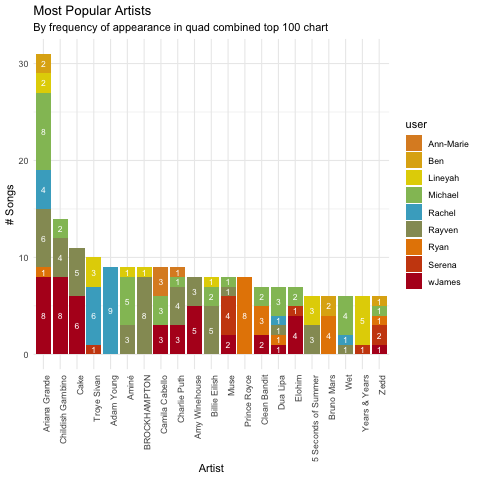 Most Popular Artists
By frequency of appearance in quad combined top 100 chart
# Songs
30
20
10
0
2
2
8
4
6
1
8
2
4
8
5
6
3
6
1
9
1
5
3
1
8
3
3
3
1
1
4
3
3
5
1
2
5
1
1
4
2
8
2
3
2
3
1
1
1
1
2
1
4
3
3
2
4
4
1
1
6
1
1
1
1
2
1
Ariana Grande
Childish Gambino
Cake
Troye Sivan
Adam Young
Aminé
BROCKHAMPTON
Camila Cabello
Charlie Puth
Amy Winehouse
Billie Eilish
Muse
Prince Royce
Clean Bandit
Dua Lipa
Elohim
5 Seconds of Summer
Bruno Mars
Wet
Years & Years
Zedd
Artist
user
Ann-Marie
Ben
Lineyah
Michael
Rachel
Rayven
Ryan
Serena
wJames